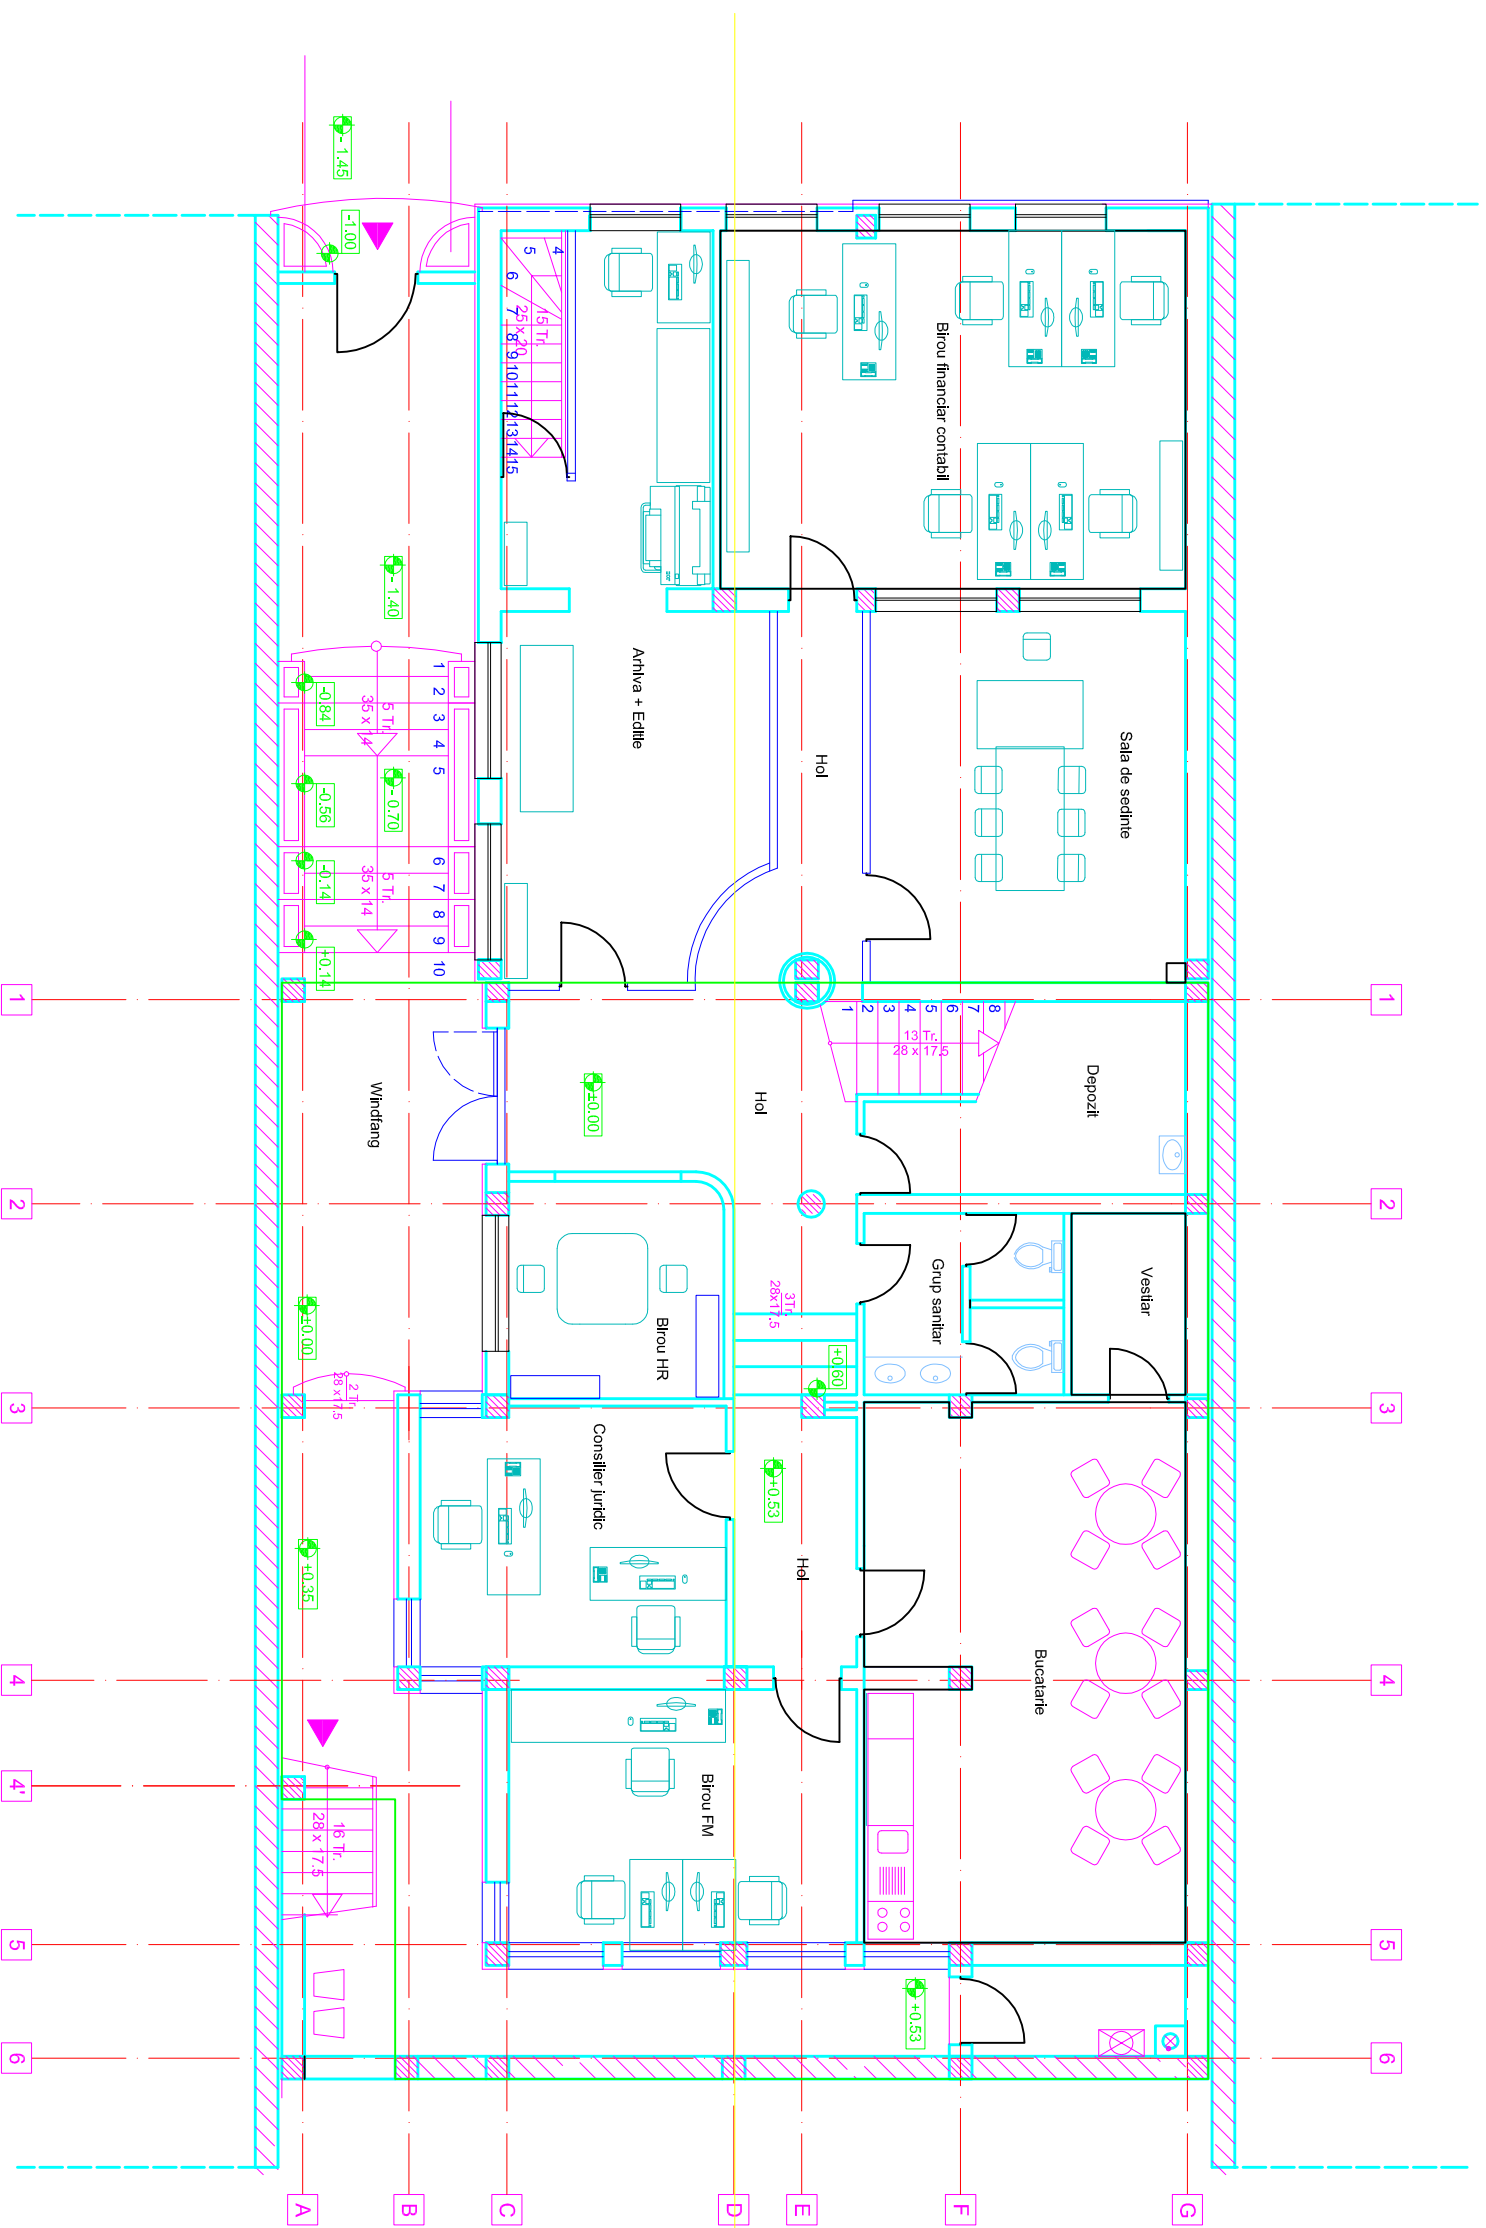 - 1.45
-1.00
4
5
6
7
8
9
10
11
12
13
14
15
15 Tr.
25 x 20
Birou financiar contabil
- 1.40
Arhiva + Editie
Hol
Sala de sedinte
1
2
3
4
5
5 Tr.
35 x 14
-0.84
-0.56
- 0.70
6
7
8
9
10
5 Tr.
35 x 14
-0.14
+0.14
1
1
1
2
3
4
5
6
7
8
13 Tr.
28 x 17.5
Depozit
Hol
±0.00
Windfang
2
2
Vestiar
Grup sanitar
3Tr.
28x17.5
Birou HR
+0.60
±0.00
2 Tr.
28 x 17.5
3
3
Consilier juridic
+0.53
Hol
+0.35
Bucatarie
4
4
Birou FM
4'
16 Tr.
28 x 17.5
5
5
+0.53
6
6
A
B
C
D
E
F
G